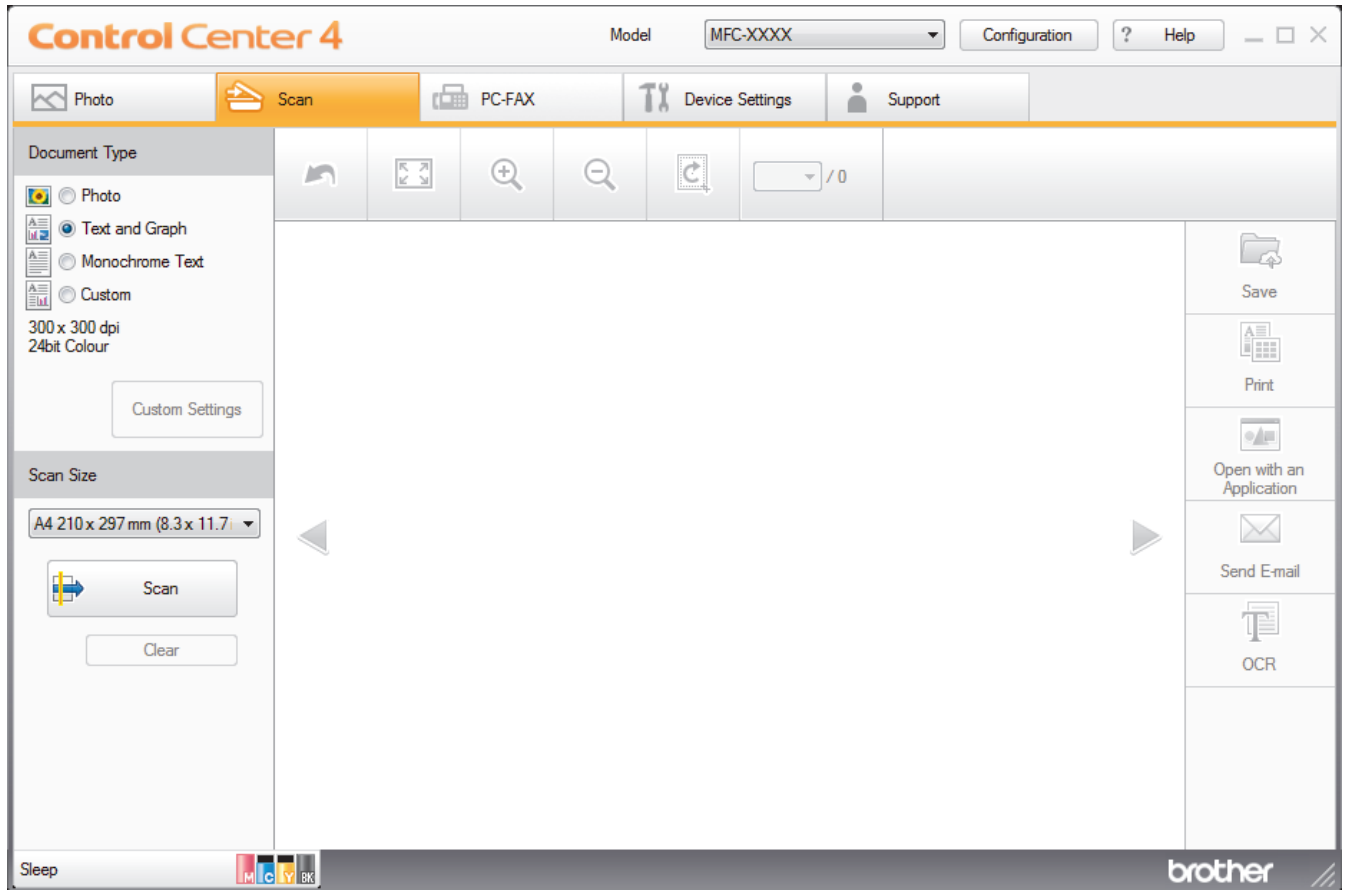 Control Center 4
Model
MFC-XXXX
Configuration
? Help
Photo
Scan
PC-FAX
Device Settings
Support
Document Type
Photo
Text and Graph
Monochrome Text
Custom
300 x 300 dpi
24bit Colour
Custom Settings
Scan Size
A4 210 x 297 mm (8.3 x 11.7
Scan
Clear
/ 0
Save
Print
Open with an
Application
Send E-mail
OCR
Sleep
M C Y BK
brother